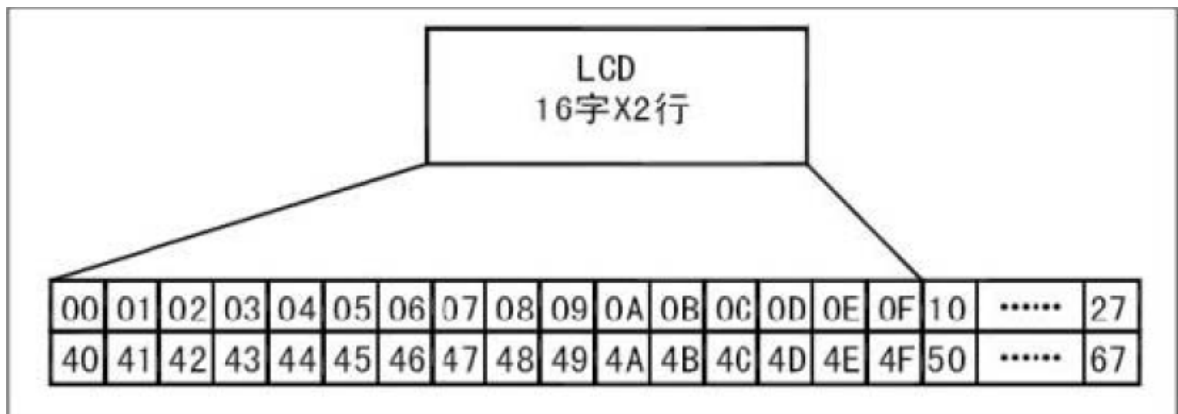 LCD
16字X2行
00 01 02 03 04 05 06 07 08 09 0A 0B 0C 0D 0E 0F 10 ······ 27
40 41 42 43 44 45 46 47 48 49 4A 4B 4C 4D 4E 4F 50 ······ 67